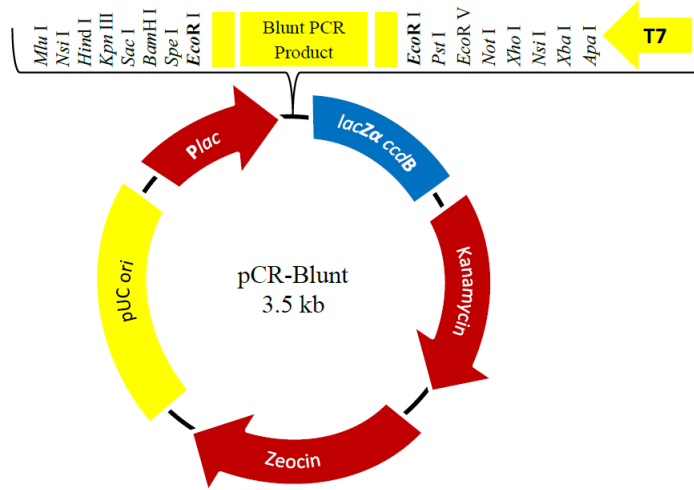 Mlu I
Nsi I
Hind I
Kpn III
Sac I
BamH I
Spe I
EcoR I
Blunt PCR
Product
EcoR I
Pst I
EcoR V
Not I
Xho I
Nsi I
Xba I
Apa I
T7
Plac
lacZα ccdB
Kanamycin
Zeocin
pUC ori
pCR-Blunt
3.5 kb